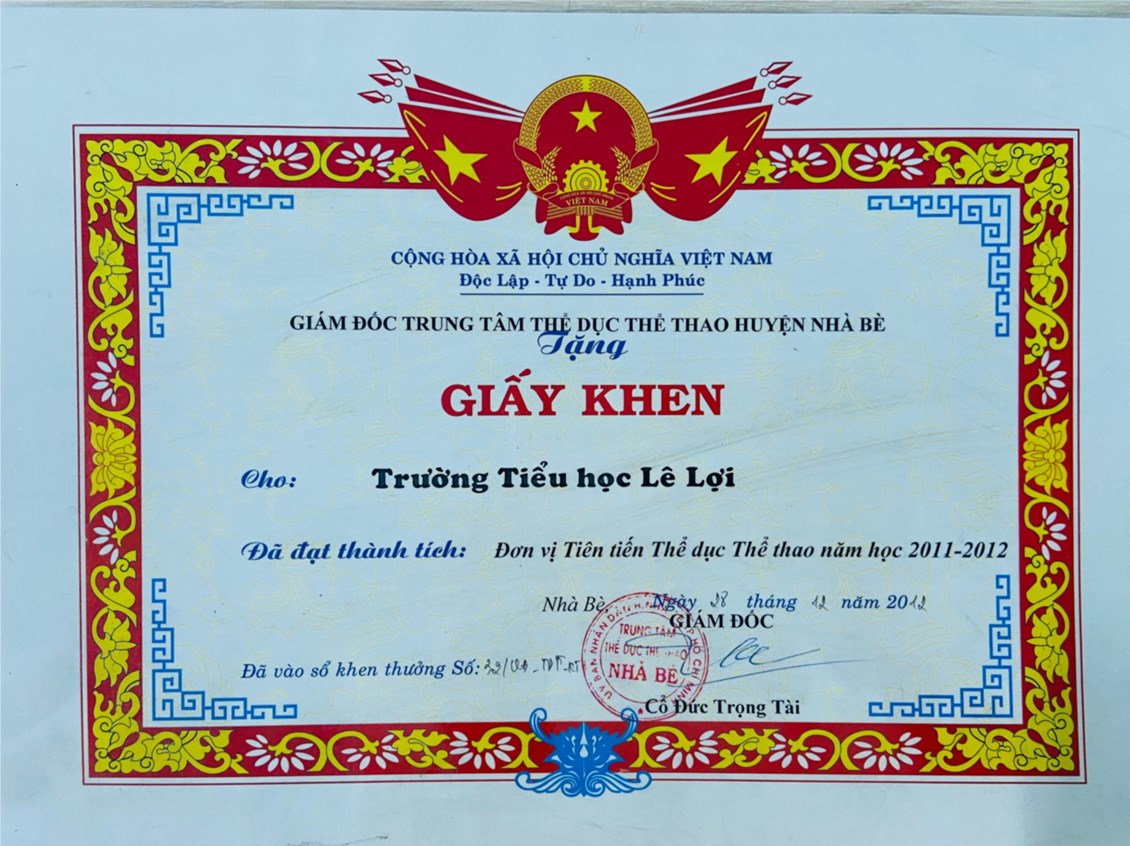 VIỆT NAM
CỘNG HÒA XÃ HỘI CHỦ NGHĨA VIỆT NAM
Độc Lập - Tự Do - Hạnh Phúc
GIÁM ĐỐC TRUNG TÂM THỂ DỤC THỂ THAO HUYỆN NHÀ BÈ
Tặng
GIẤY KHEN
Cho: Trường Tiểu học Lê Lợi
Đã đạt thành tích: Đơn vị Tiên tiến Thể dục Thể thao năm học 2011-2012
Nhà Bè, Ngày 28 tháng 12 năm 2012
GIÁM ĐỐC
TRUNG TÂM
THỂ DỤC THỂ THAO
NHÀ BÈ
Đã vào sổ khen thưởng Số:
Cổ Đức Trọng Tài